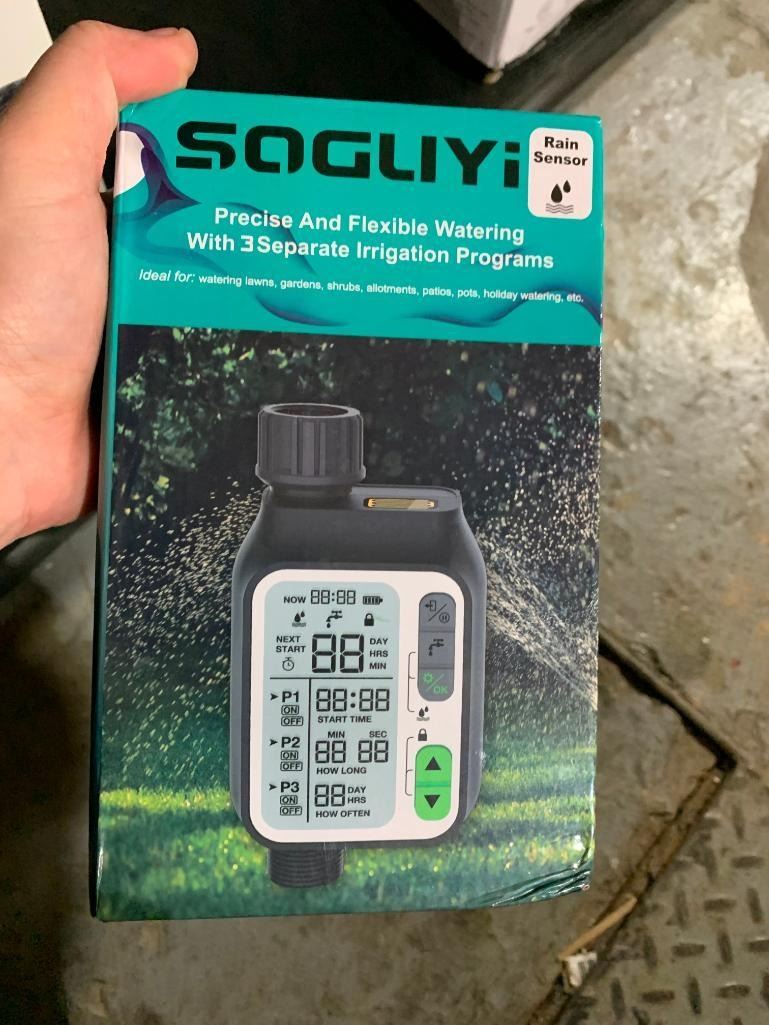 SOGUYi
Rain
Sensor
Precise And Flexible Watering
With 3 Separate Irrigation Programs
Ideal for: watering lawns, gardens, shrubs, allotments, patios, pots, holiday watering, etc.
NOW 88:88
NEXT
START
88
DAY
HRS
MIN
P1
ON
OFF
88:88
START TIME
P2
ON
OFF
MIN SEC
88 88
HOW LONG
P3
ON
OFF
88
DAY
HRS
HOW OFTEN
OK